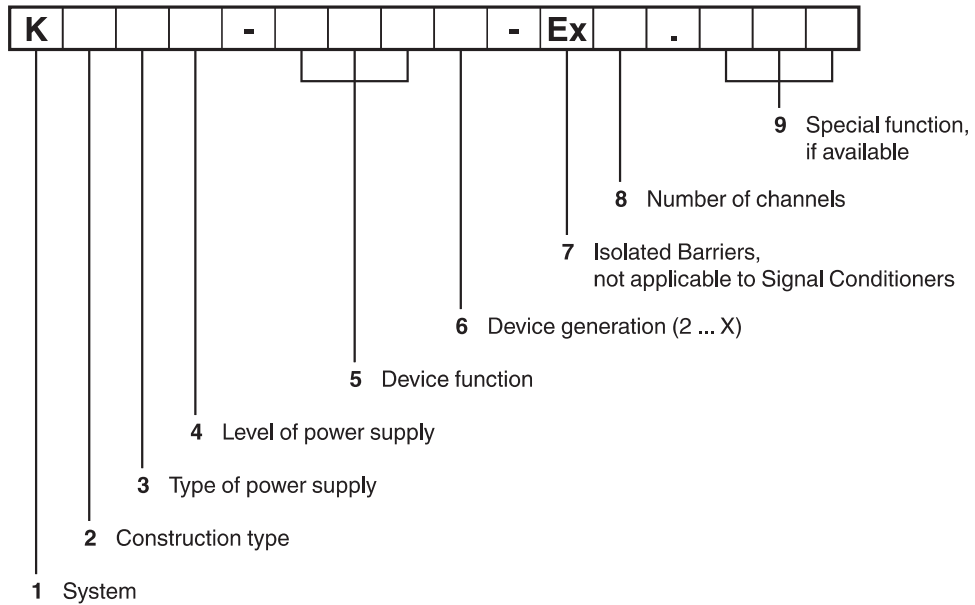 K - - Ex .
9 Special function,
if available
8 Number of channels
7 Isolated Barriers,
not applicable to Signal Conditioners
6 Device generation (2 ... X)
5 Device function
4 Level of power supply
3 Type of power supply
2 Construction type
1 System